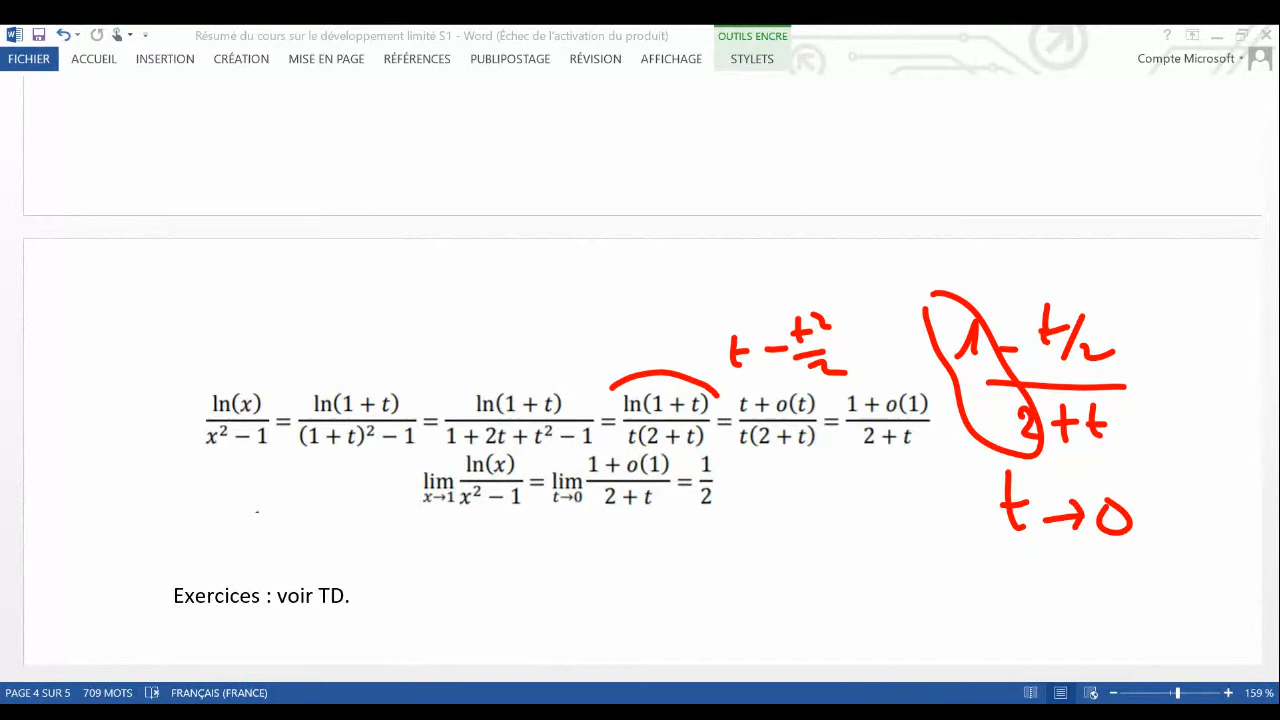 Résumé du cours sur le développement limité S1 - Word (Échec de l'activation du produit)
OUTILS ENCRE
?
FICHIER ACCUEIL INSERTION CRÉATION MISE EN PAGE RÉFÉRENCES PUBLIPOSTAGE RÉVISION AFFICHAGE STYLETS Compte Microsoft
t - t²/2
1 - t/2
2 + t
ln(x)/(x² − 1) = ln(1 + t)/((1 + t)² − 1) = ln(1 + t)/(1 + 2t + t² − 1) = ln(1 + t)/(t(2 + t)) = (t + o(t))/(t(2 + t)) = (1 + o(1))/(2 + t)
lim x→1 ln(x)/(x² − 1) = lim t→0 (1 + o(1))/(2 + t) = 1/2
t → 0
Exercices : voir TD.
PAGE 4 SUR 5 709 MOTS FRANÇAIS (FRANCE) 159 %